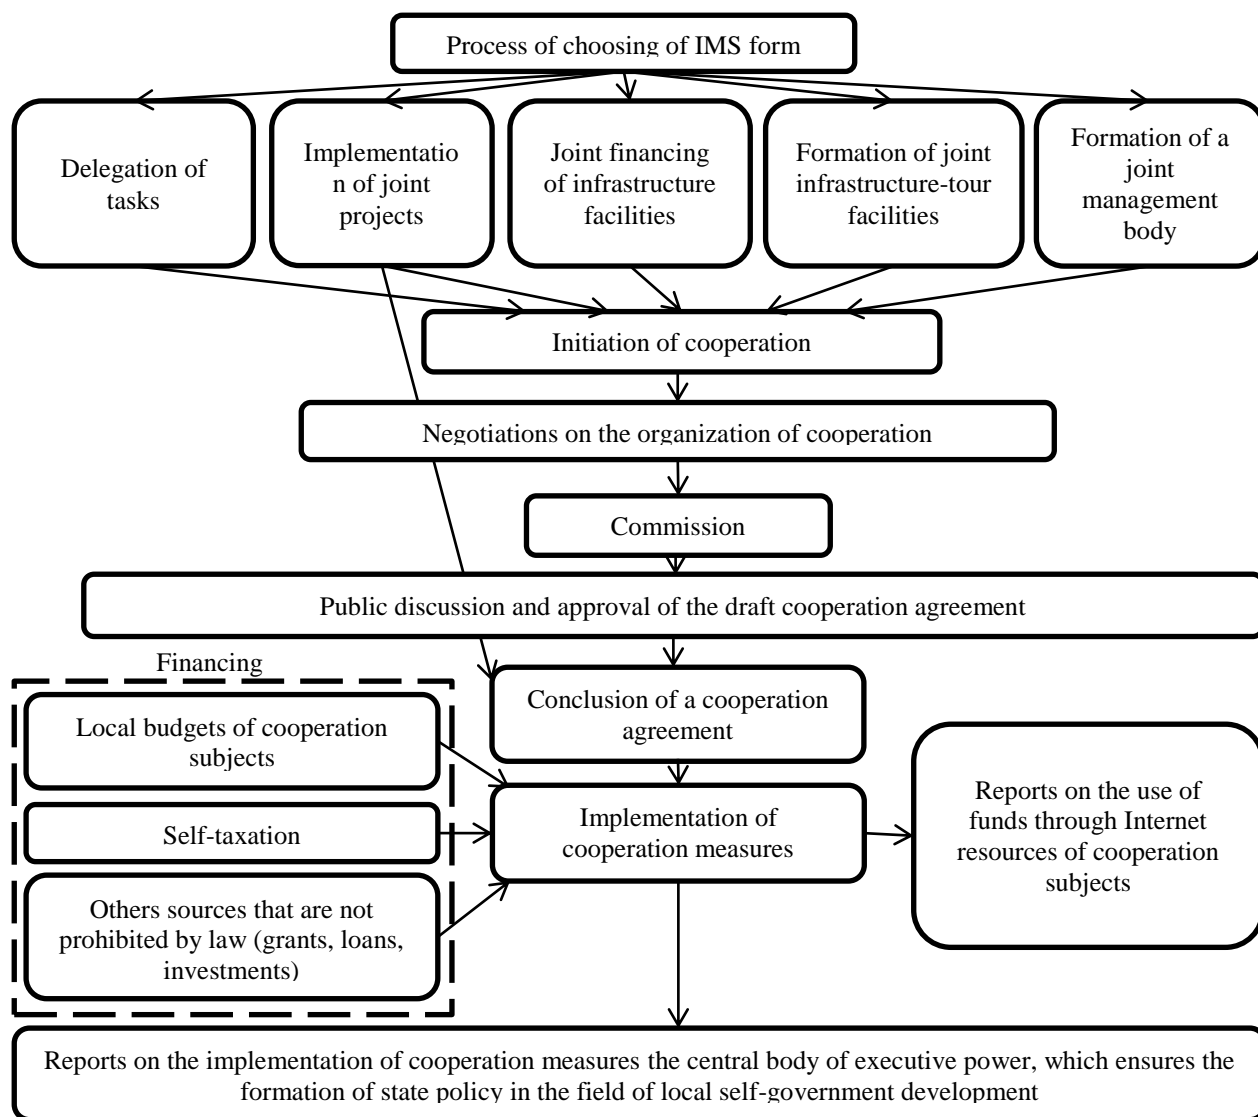 Process of choosing of IMS form
Delegation of
tasks
Implementatio
n of joint
projects
Joint financing
of infrastructure
facilities
Formation of joint
infrastructure-tour
facilities
Formation of a
joint
management
body
Initiation of cooperation
Negotiations on the organization of cooperation
Commission
Public discussion and approval of the draft cooperation agreement
Financing
Local budgets of cooperation
subjects
Self-taxation
Others sources that are not
prohibited by law (grants, loans,
investments)
Conclusion of a cooperation
agreement
Implementation of
cooperation measures
Reports on the use of
funds through Internet
resources of cooperation
subjects
Reports on the implementation of cooperation measures the central body of executive power, which ensures the
formation of state policy in the field of local self-government development